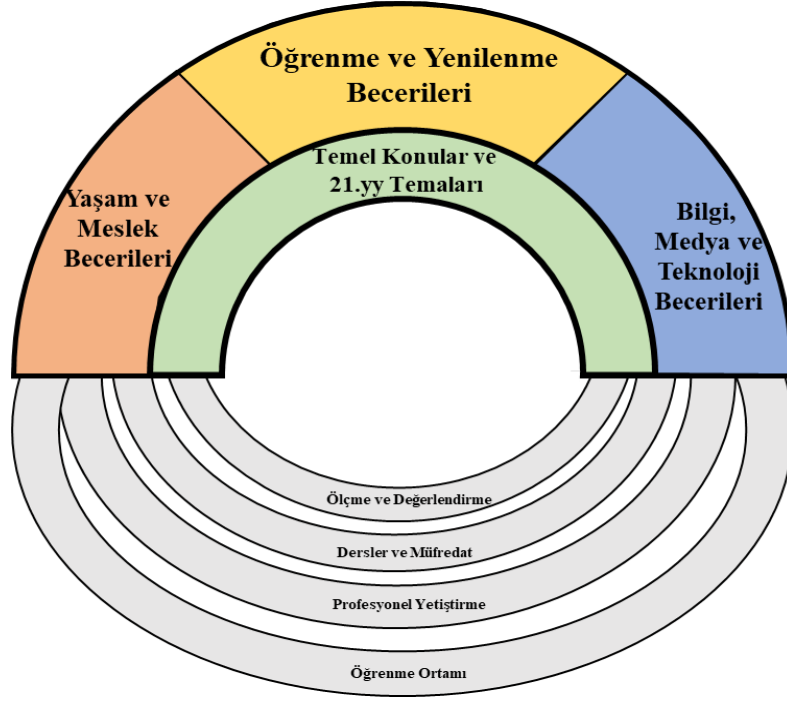 Öğrenme ve Yenilenme
Becerileri
Temel Konular ve
21.yy Temaları
Yaşam ve
Meslek
Becerileri
Bilgi,
Medya ve
Teknoloji
Becerileri
Ölçme ve Değerlendirme
Dersler ve Müfredat
Profesyonel Yetiştirme
Öğrenme Ortamı